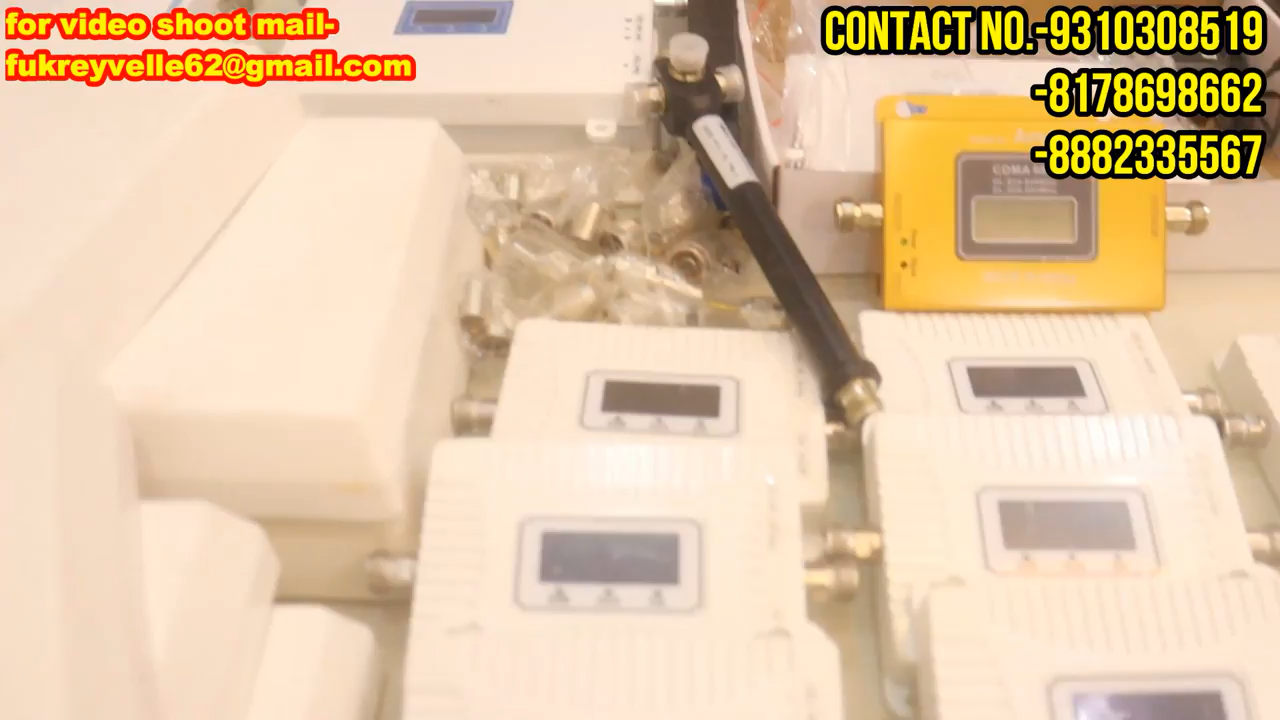 for video shoot mail-
fukreyvelle62@gmail.com
CONTACT NO.-9310308519
-8178698662
-8882335567
CDMA